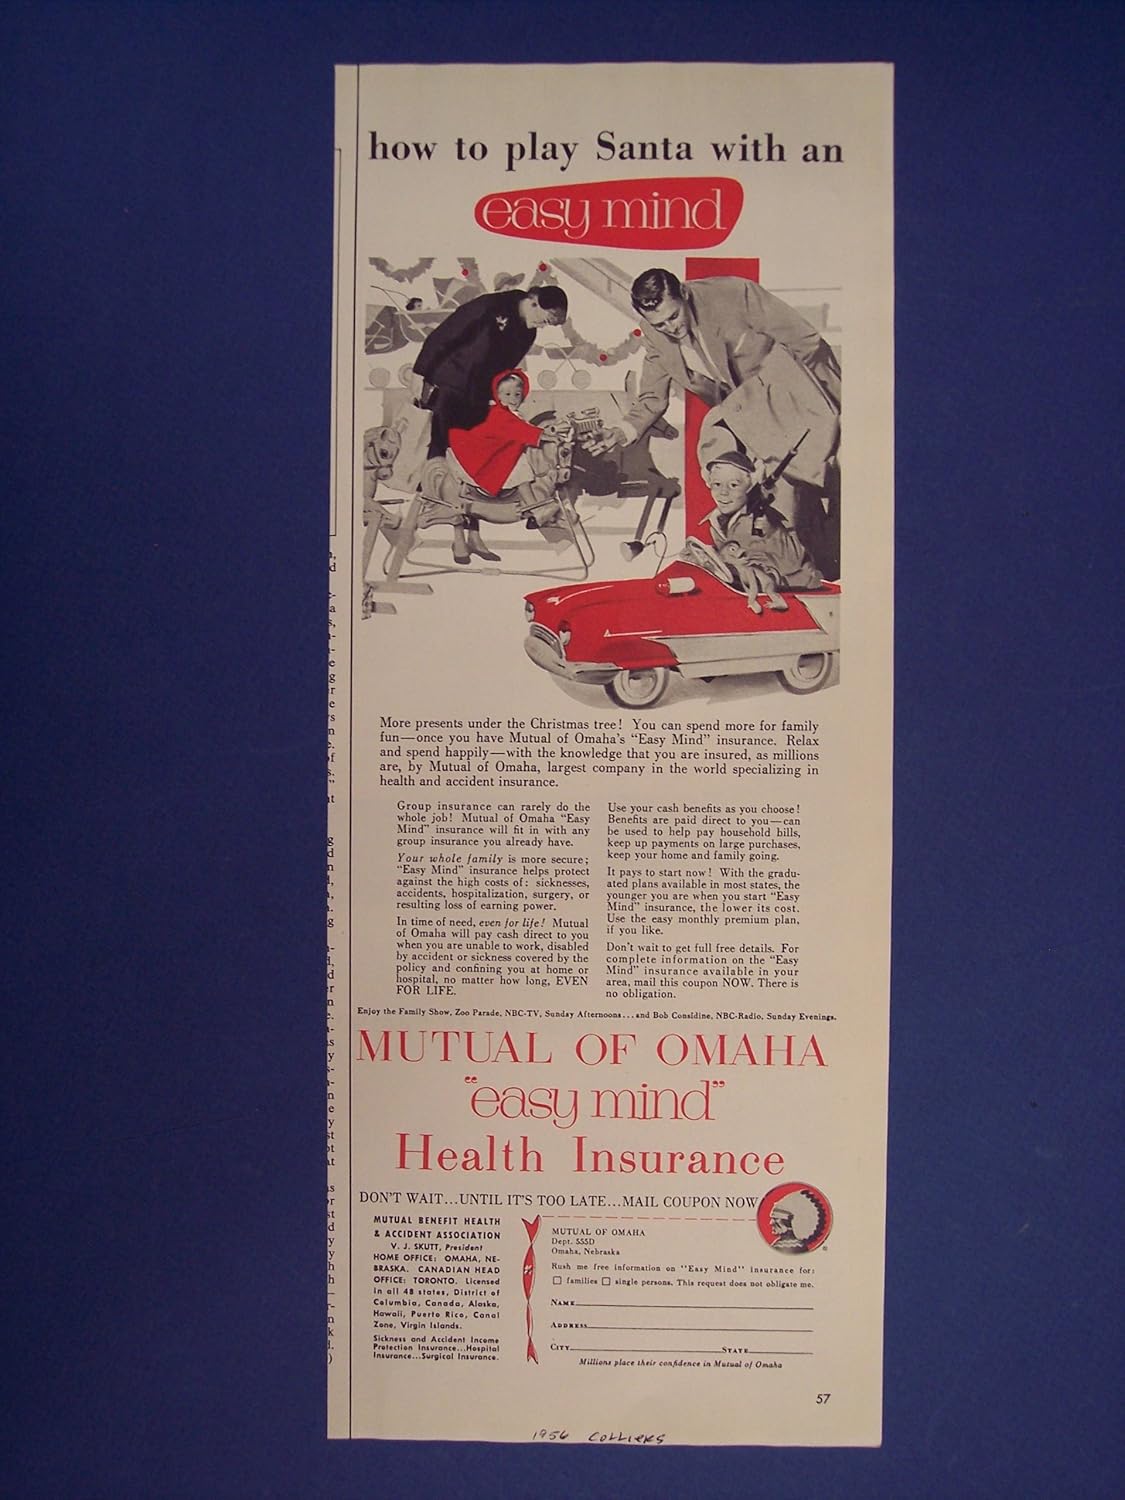 how to play Santa with an
easy mind
More presents under the Christmas tree! You can spend more for family
fun—once you have Mutual of Omaha's "Easy Mind" insurance. Relax
and spend happily—with the knowledge that you are insured, as millions
are, by Mutual of Omaha, largest company in the world specializing in
health and accident insurance.
Group insurance can rarely do the
whole job! Mutual of Omaha "Easy
Mind" insurance will fit in with any
group insurance you already have.
Your whole family is more secure;
"Easy Mind" insurance helps protect
against the high costs of: sicknesses,
accidents, hospitalization, surgery, or
resulting loss of earning power.
In time of need, even for life! Mutual
of Omaha will pay cash direct to you
when you are unable to work, disabled
by accident or sickness covered by the
policy and confining you at home or
hospital, no matter how long, EVEN
FOR LIFE.
Use your cash benefits as you choose!
Benefits are paid direct to you—can
be used to help pay household bills,
keep up payments on large purchases,
keep your home and family going.
It pays to start now! With the gradu-
ated plans available in most states, the
younger you are when you start "Easy
Mind" insurance, the lower its cost.
Use the easy monthly premium plan,
if you like.
Don't wait to get full free details. For
complete information on the "Easy
Mind" insurance available in your
area, mail this coupon NOW. There is
no obligation.
Enjoy the Family Show, Zoo Parade, NBC-TV, Sunday Afternoons...and Bob Considine, NBC-Radio, Sunday Evenings.
MUTUAL OF OMAHA
"easy mind"
Health Insurance
DON'T WAIT...UNTIL IT'S TOO LATE...MAIL COUPON NOW
MUTUAL BENEFIT HEALTH
& ACCIDENT ASSOCIATION
V. J. SKUTT, President
HOME OFFICE: OMAHA, NE-
BRASKA. CANADIAN HEAD
OFFICE: TORONTO. Licensed
in all 48 states, District of
Columbia, Canada, Alaska,
Hawaii, Puerto Rico, Canal
Zone, Virgin Islands.
Sickness and Accident Income
Protection Insurance...Hospital
Insurance...Surgical Insurance.
MUTUAL OF OMAHA
Dept. 555D
Omaha, Nebraska
Rush me free information on "Easy Mind" insurance for:
☐ families ☐ single persons. This request does not obligate me.
NAME
ADDRESS
CITY STATE
Millions place their confidence in Mutual of Omaha
57
1956 COLLIERS